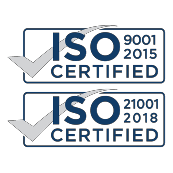 ISO 9001
2015
CERTIFIED
ISO 21001
2018
CERTIFIED